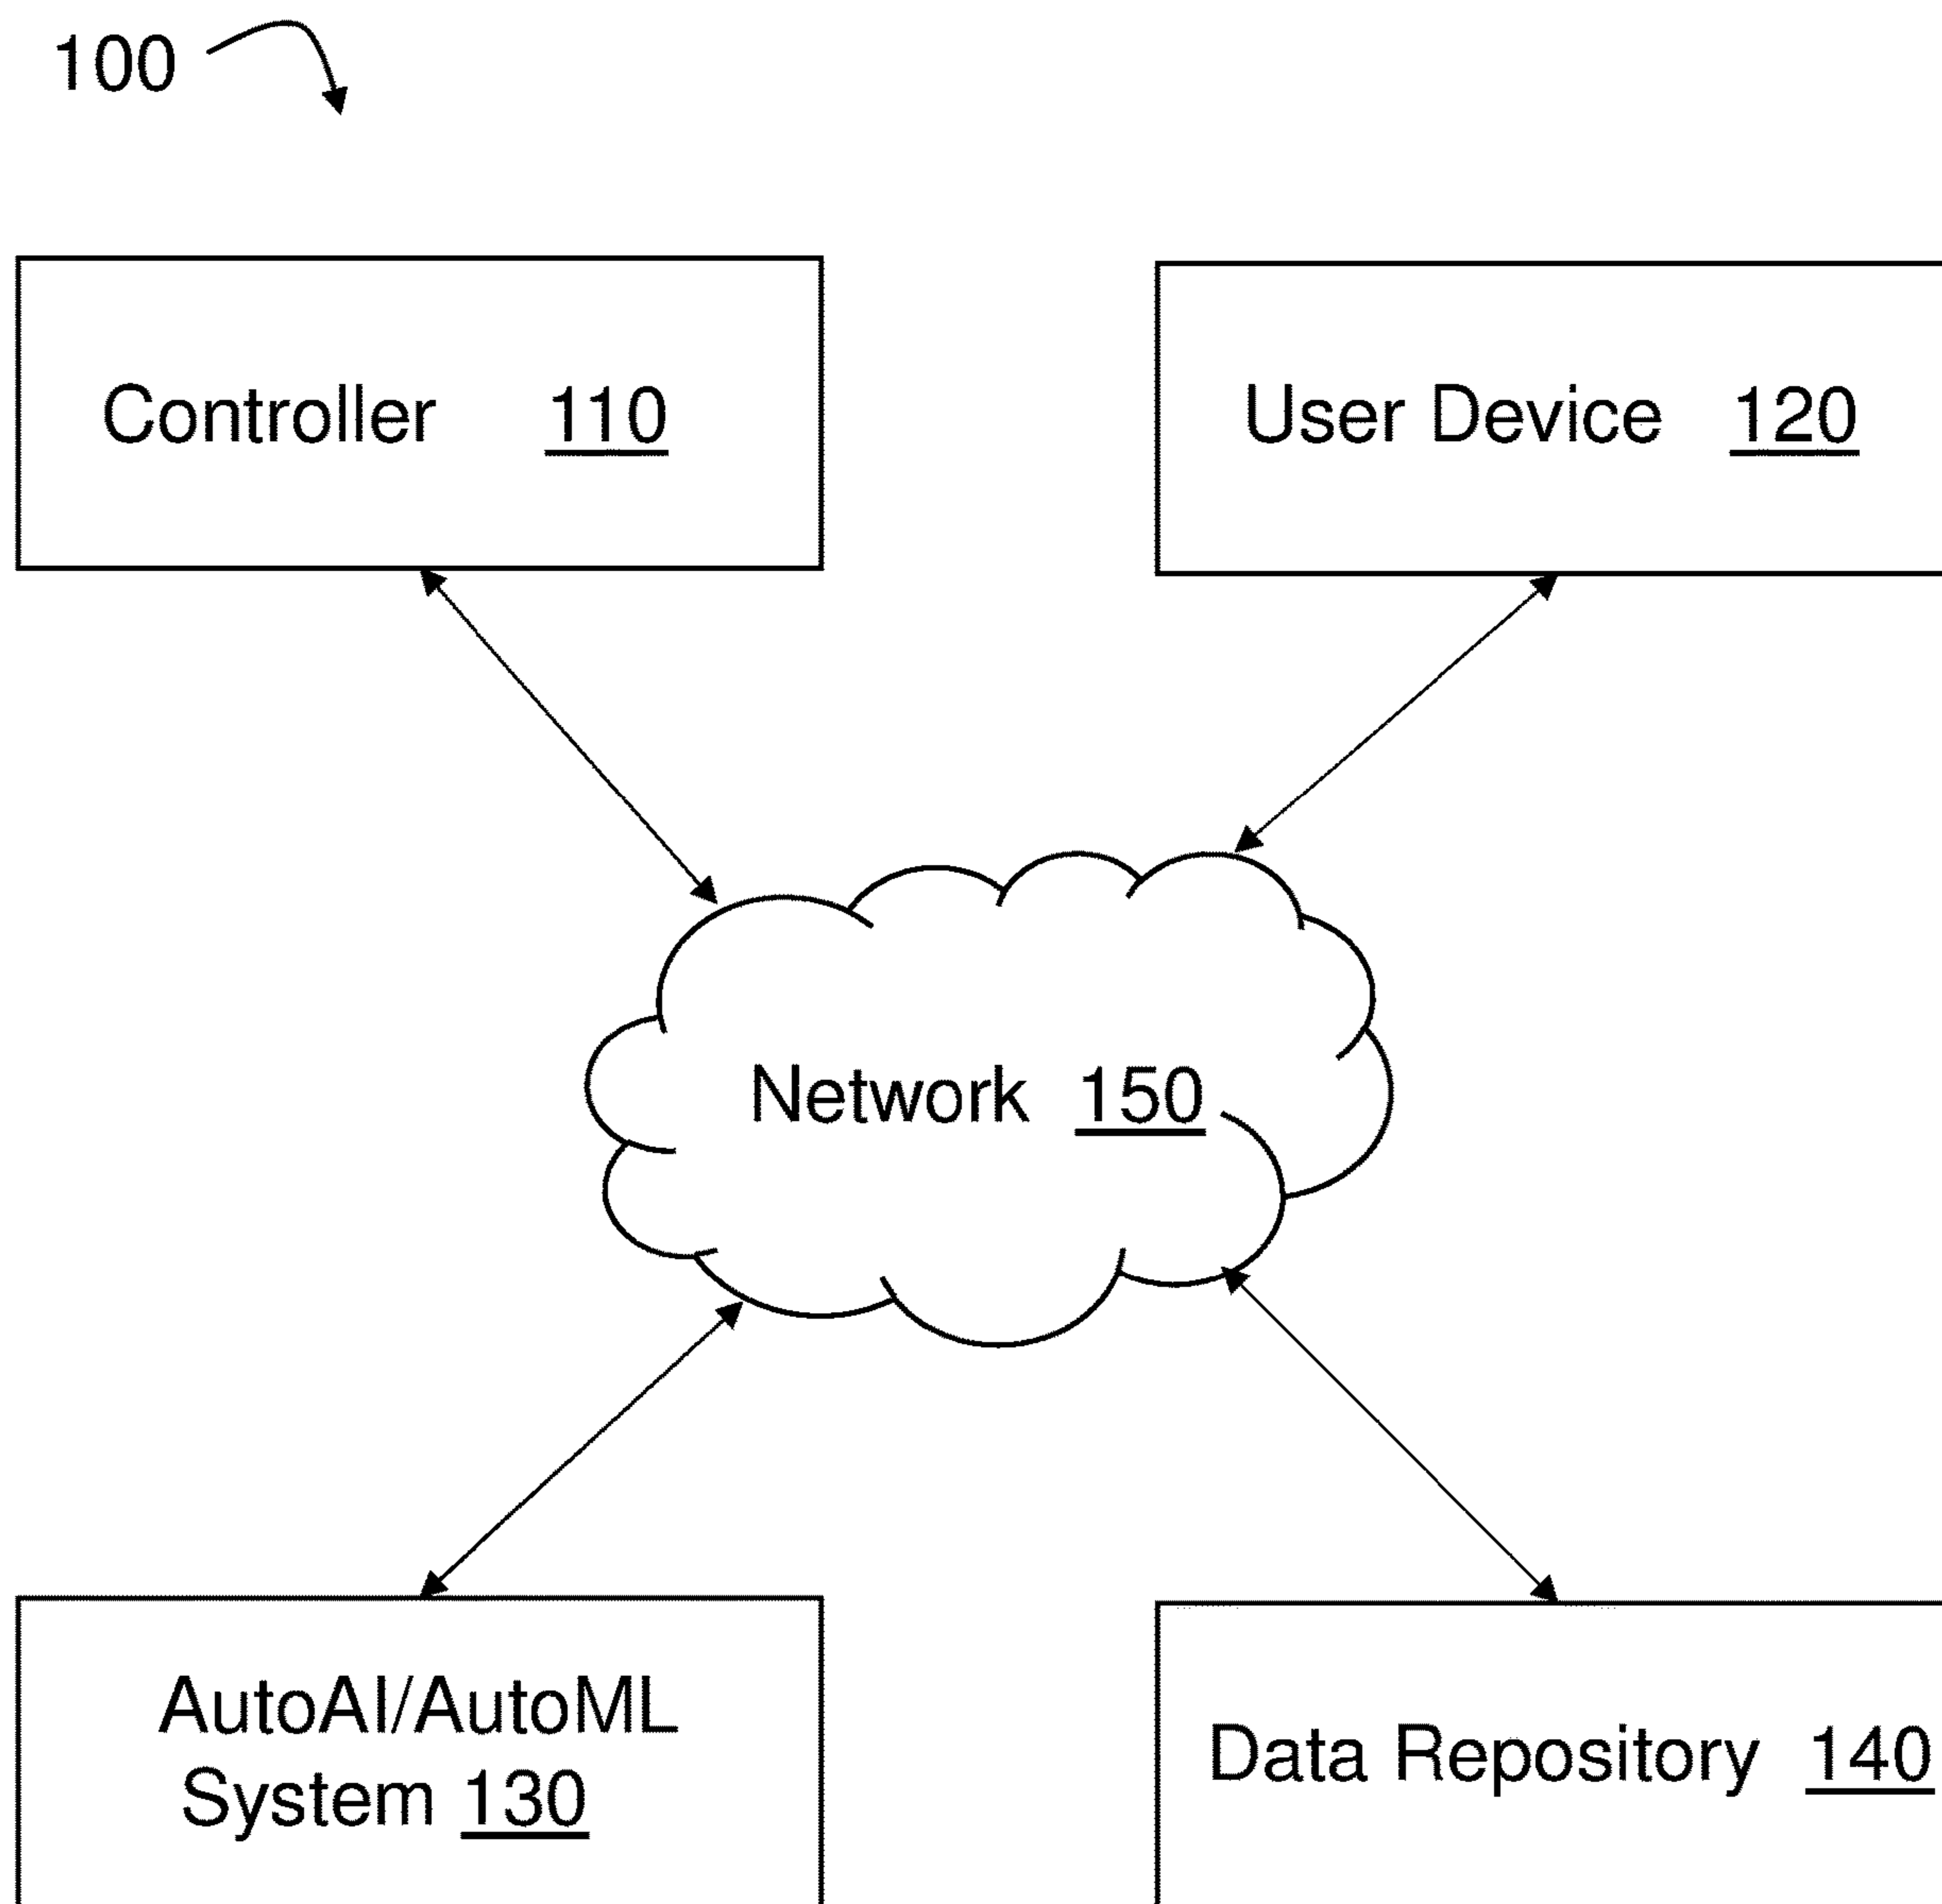 100
Controller 110
User Device 120
Network 150
AutoAI/AutoML
System 130
Data Repository 140